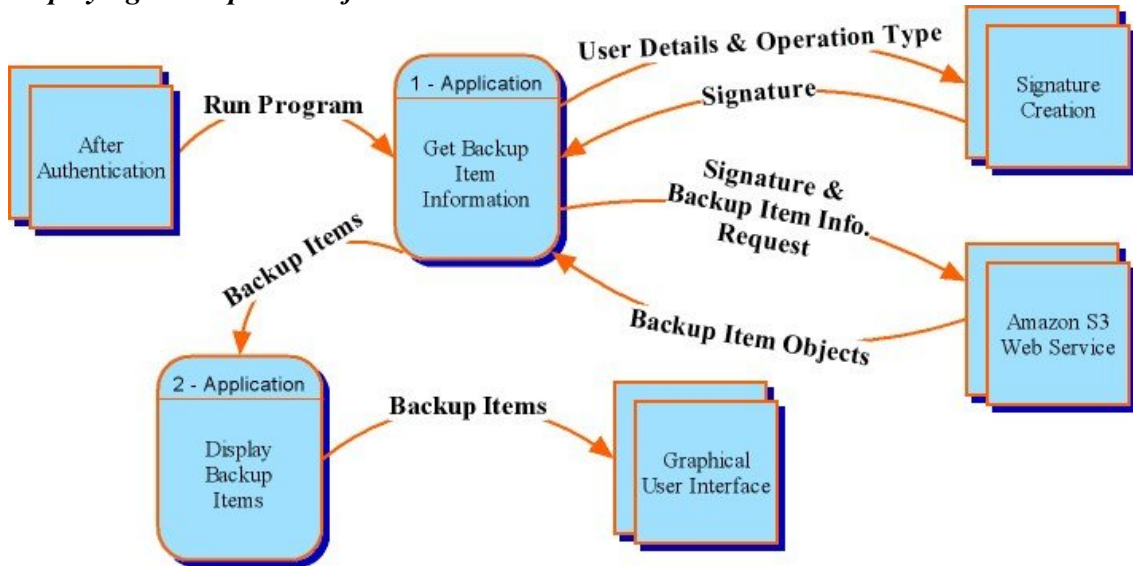 User Details & Operation Type
1 - Application
Signature
Signature
Creation
Run Program
After
Authentication
Get Backup
Item
Information
Signature &
Backup Item Info.
Request
Backup Items
Amazon S3
Web Service
Backup Item Objects
2 - Application
Display
Backup
Items
Backup Items
Graphical
User Interface